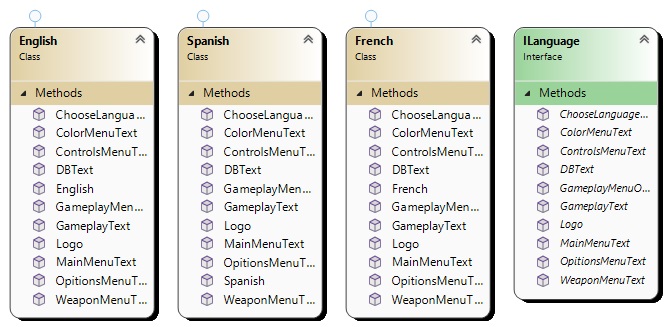 English
Class
Methods
ChooseLangua...
ColorMenuText
ControlsMenuT...
DBText
English
GameplayMen...
GameplayText
Logo
MainMenuText
OpitionsMenuT...
WeaponMenuT...
Spanish
Class
Methods
ChooseLangua...
ColorMenuText
ControlsMenuT...
DBText
GameplayMen...
GameplayText
Logo
MainMenuText
OpitionsMenuT...
Spanish
WeaponMenuT...
French
Class
Methods
ChooseLangua...
ColorMenuText
ControlsMenuT...
DBText
French
GameplayMen...
GameplayText
Logo
MainMenuText
OpitionsMenuT...
WeaponMenuT...
ILanguage
Interface
Methods
ChooseLanguage...
ColorMenuText
ControlsMenuText
DBText
GameplayMenuO...
GameplayText
Logo
MainMenuText
OpitionsMenuText
WeaponMenuText